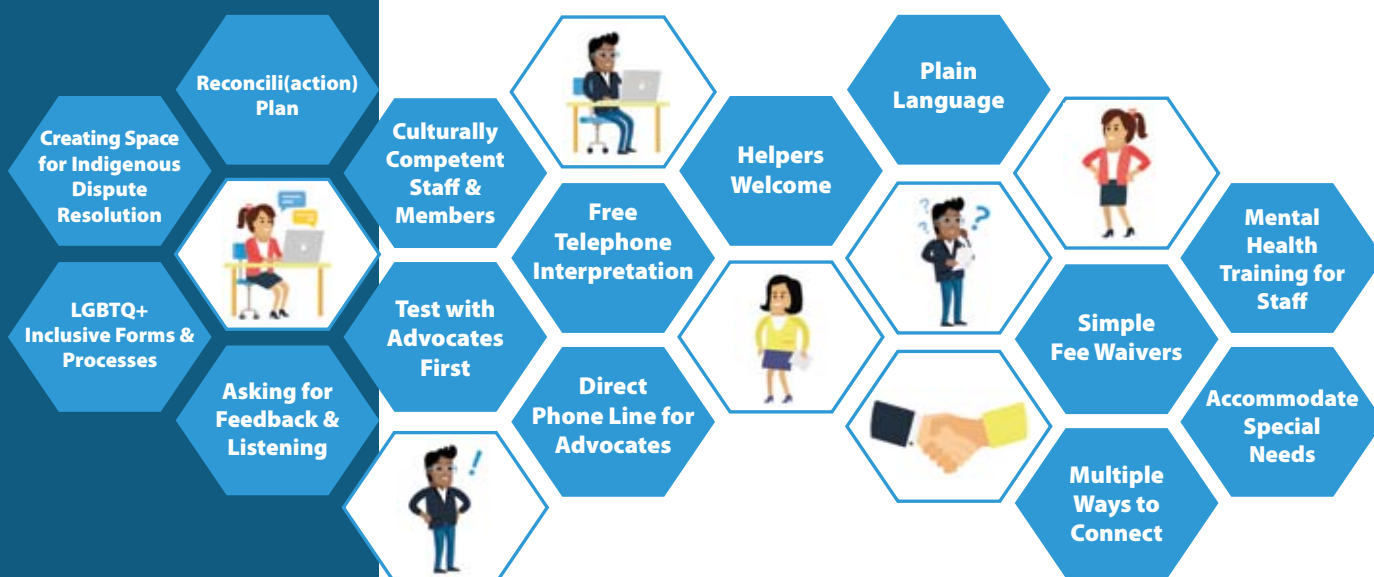 Reconcili(action)
Plan
Creating Space
for Indigenous
Dispute
Resolution
LGBTQ+
Inclusive Forms &
Processes
Asking for
Feedback &
Listening
Culturally
Competent
Staff &
Members
Test with
Advocates
First
Free
Telephone
Interpretation
Direct
Phone Line for
Advocates
Helpers
Welcome
Plain
Language
Simple
Fee Waivers
Multiple
Ways to
Connect
Mental
Health
Training for
Staff
Accommodate
Special
Needs